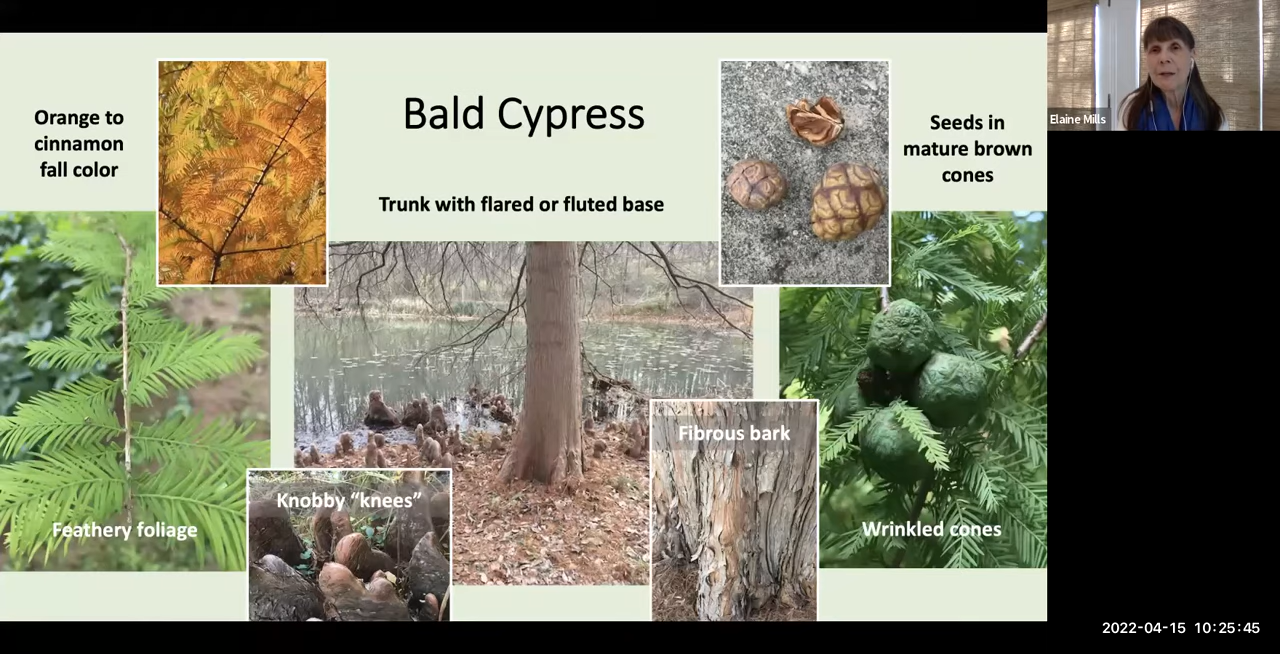 Orange to
cinnamon
fall color
Bald Cypress
Trunk with flared or fluted base
Seeds in
mature brown
cones
Elaine Mills
Feathery foliage
Knobby “knees”
Fibrous bark
Wrinkled cones
2022-04-15 10:25:45